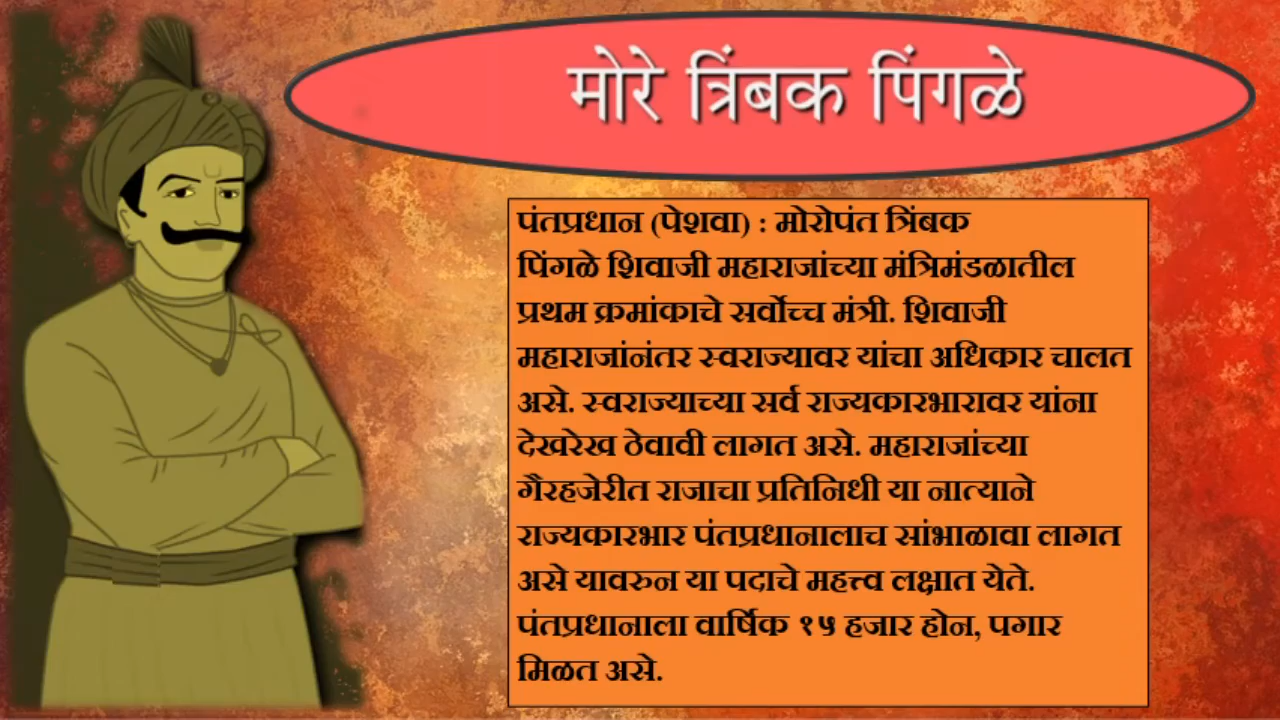 मोरे त्रिंबक पिंगळे
पंतप्रधान (पेशवा) : मोरोपंत त्रिंबक
पिंगळे शिवाजी महाराजांच्या मंत्रिमंडळातील
प्रथम क्रमांकाचे सर्वोच्च मंत्री. शिवाजी
महाराजांनंतर स्वराज्यावर यांचा अधिकार चालत
असे. स्वराज्याच्या सर्व राज्यकारभारावर यांना
देखरेख ठेवावी लागत असे. महाराजांच्या
गैरहजेरीत राजाचा प्रतिनिधी या नात्याने
राज्यकारभार पंतप्रधानालाच सांभाळावा लागत
असे यावरुन या पदाचे महत्त्व लक्षात येते.
पंतप्रधानाला वार्षिक १५ हजार होन, पगार
मिळत असे.